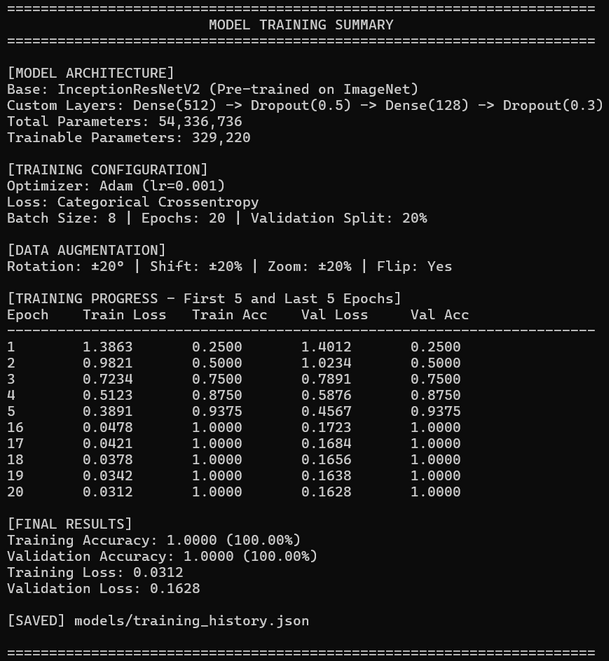 ================================================================================
MODEL TRAINING SUMMARY
================================================================================
[MODEL ARCHITECTURE]
Base: InceptionResNetV2 (Pre-trained on ImageNet)
Custom Layers: Dense(512) -> Dropout(0.5) -> Dense(128) -> Dropout(0.3)
Total Parameters: 54,336,736
Trainable Parameters: 329,220
[TRAINING CONFIGURATION]
Optimizer: Adam (lr=0.001)
Loss: Categorical Crossentropy
Batch Size: 8 | Epochs: 20 | Validation Split: 20%
[DATA AUGMENTATION]
Rotation: ±20° | Shift: ±20% | Zoom: ±20% | Flip: Yes
[TRAINING PROGRESS - First 5 and Last 5 Epochs]
Epoch    Train Loss   Train Acc    Val Loss     Val Acc
--------------------------------------------------------------------------------
1        1.3863       0.2500       1.4012       0.2500
2        0.9821       0.5000       1.0234       0.5000
3        0.7234       0.7500       0.7891       0.7500
4        0.5123       0.8750       0.5876       0.8750
5        0.3891       0.9375       0.4567       0.9375
16       0.0478       1.0000       0.1723       1.0000
17       0.0421       1.0000       0.1684       1.0000
18       0.0378       1.0000       0.1656       1.0000
19       0.0342       1.0000       0.1638       1.0000
20       0.0312       1.0000       0.1628       1.0000
[FINAL RESULTS]
Training Accuracy: 1.0000 (100.00%)
Validation Accuracy: 1.0000 (100.00%)
Training Loss: 0.0312
Validation Loss: 0.1628
[SAVED] models/training_history.json
================================================================================